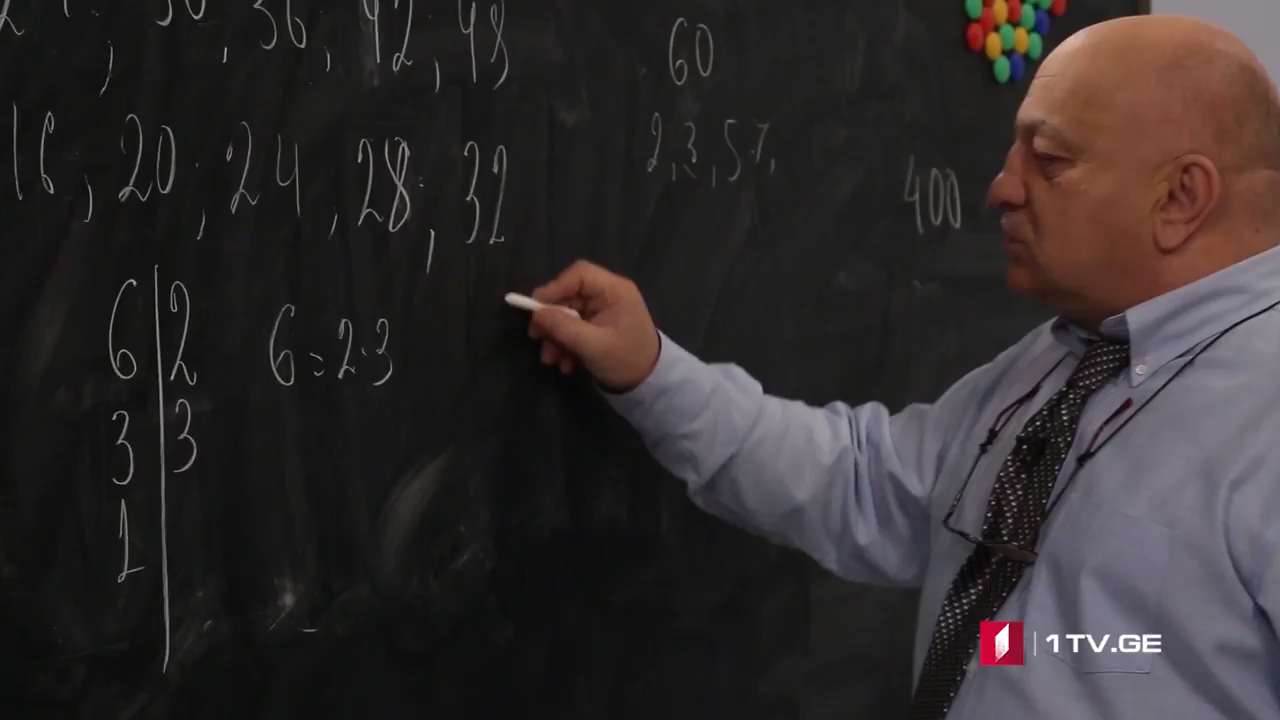 30, 36, 42, 48
16, 20, 24, 28, 32
6 | 2
3 | 3
1
6 = 2·3
60
2, 3, 5, 7,
400
1TV.GE